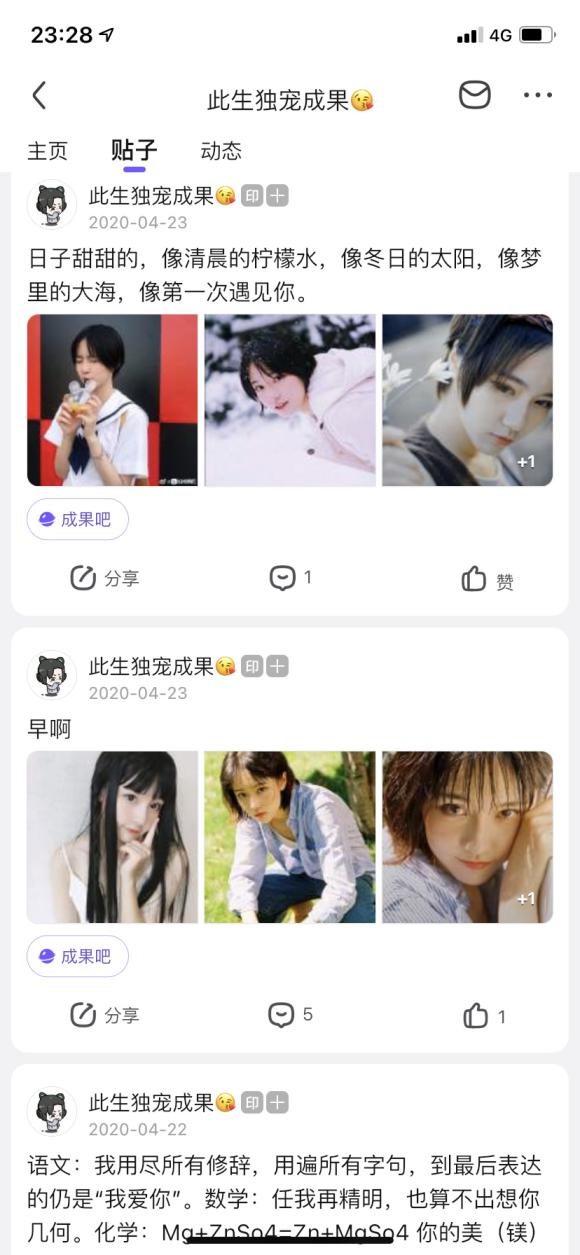 23:28 4G
此生独宠成果😘
主页 贴子 动态
此生独宠成果😘 印 十
2020-04-23
日子甜甜的，像清晨的柠檬水，像冬日的太阳，像梦
里的大海，像第一次遇见你。
+1
成果吧
分享 1 赞
此生独宠成果😘 印 十
2020-04-23
早啊
+1
成果吧
分享 5 1
此生独宠成果😘 印 十
2020-04-22
语文：我用尽所有修辞，用遍所有字句，到最后表达
的仍是“我爱你”。数学：任我再精明，也算不出想你
几何。化学：Mg+ZnSo4=Zn+MgSo4 你的美（镁）